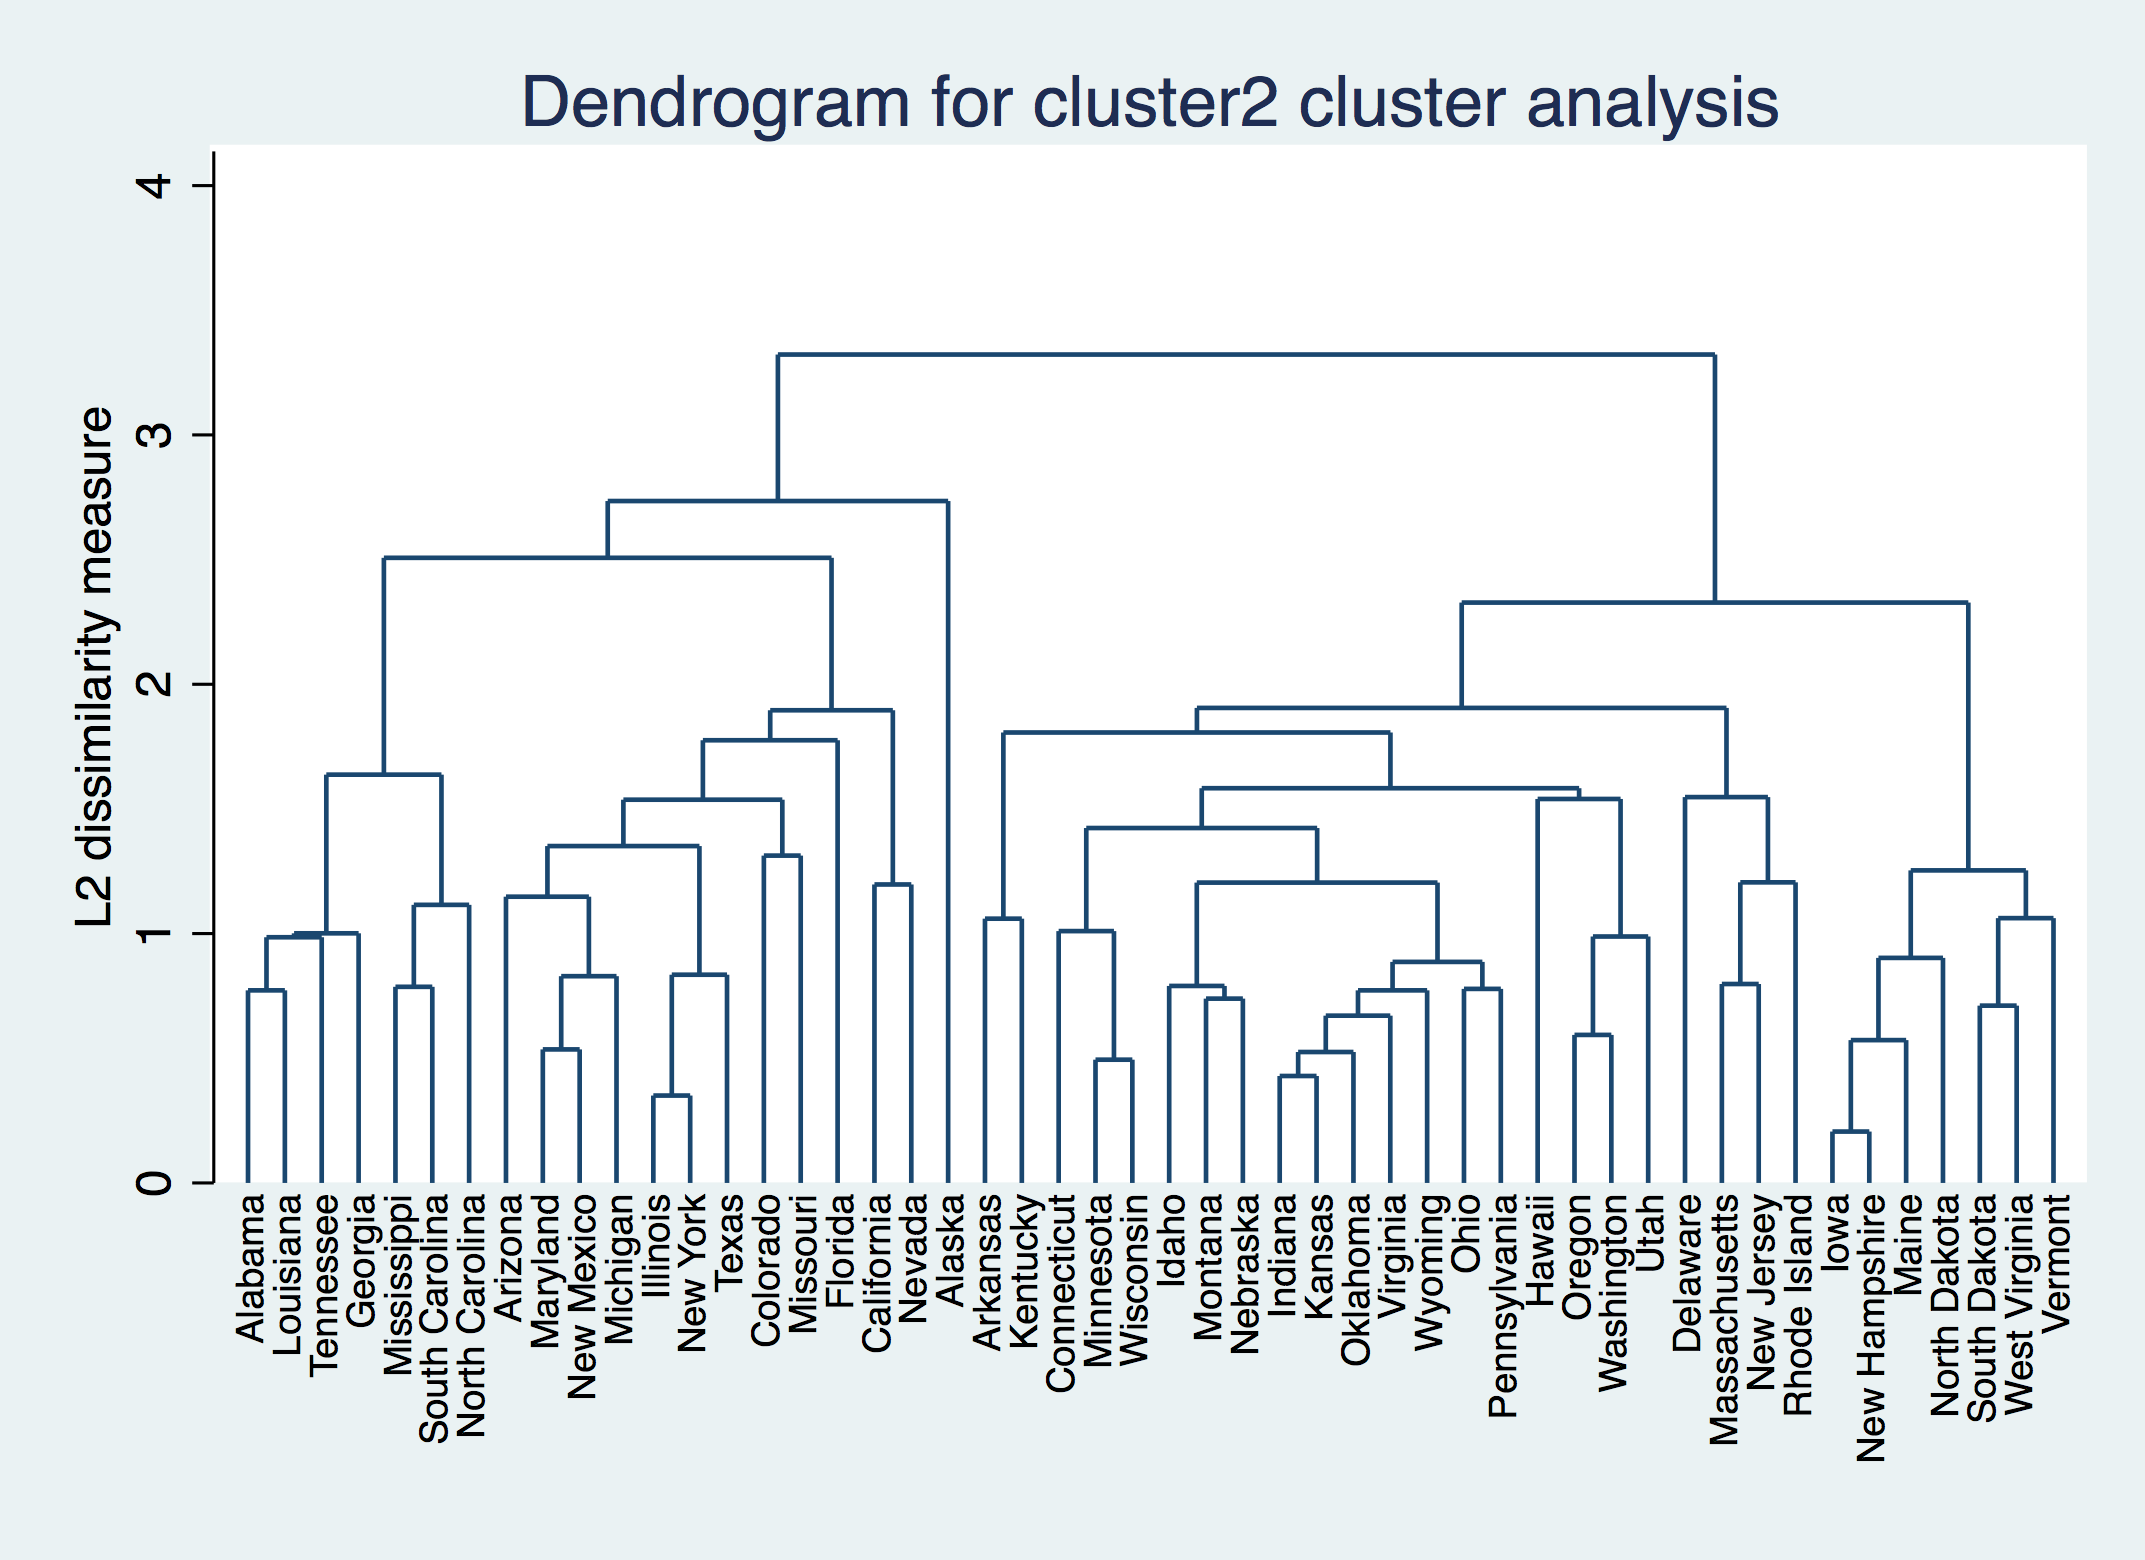 Dendrogram for cluster2 cluster analysis
L2 dissimilarity measure
4
3
2
1
0
Alabama
Louisiana
Tennessee
Georgia
Mississippi
South Carolina
North Carolina
Arizona
Maryland
New Mexico
Michigan
Illinois
New York
Texas
Colorado
Missouri
Florida
California
Nevada
Alaska
Arkansas
Kentucky
Connecticut
Minnesota
Wisconsin
Idaho
Montana
Nebraska
Indiana
Kansas
Oklahoma
Virginia
Wyoming
Ohio
Pennsylvania
Hawaii
Oregon
Washington
Utah
Delaware
Massachusetts
New Jersey
Rhode Island
Iowa
New Hampshire
Maine
North Dakota
South Dakota
West Virginia
Vermont